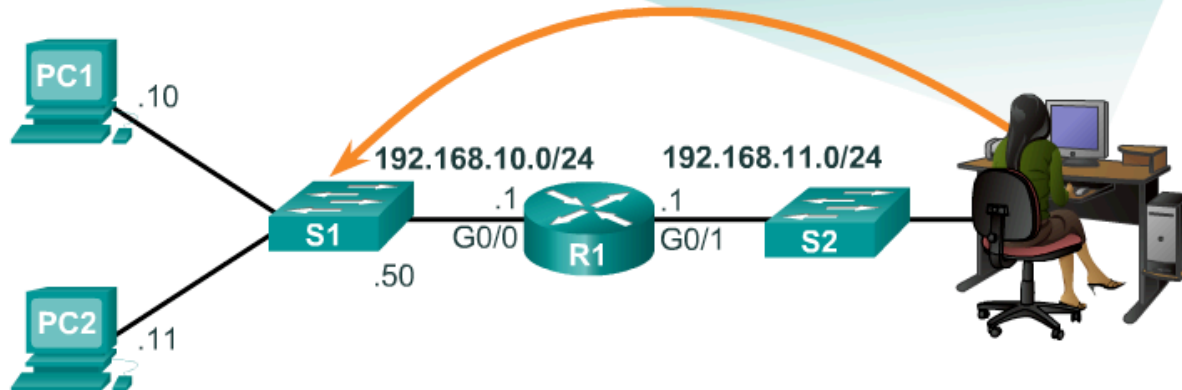 PC1
.10
192.168.10.0/24
192.168.11.0/24
.1
.1
S1
G0/0
R1
G0/1
S2
.50
PC2
.11